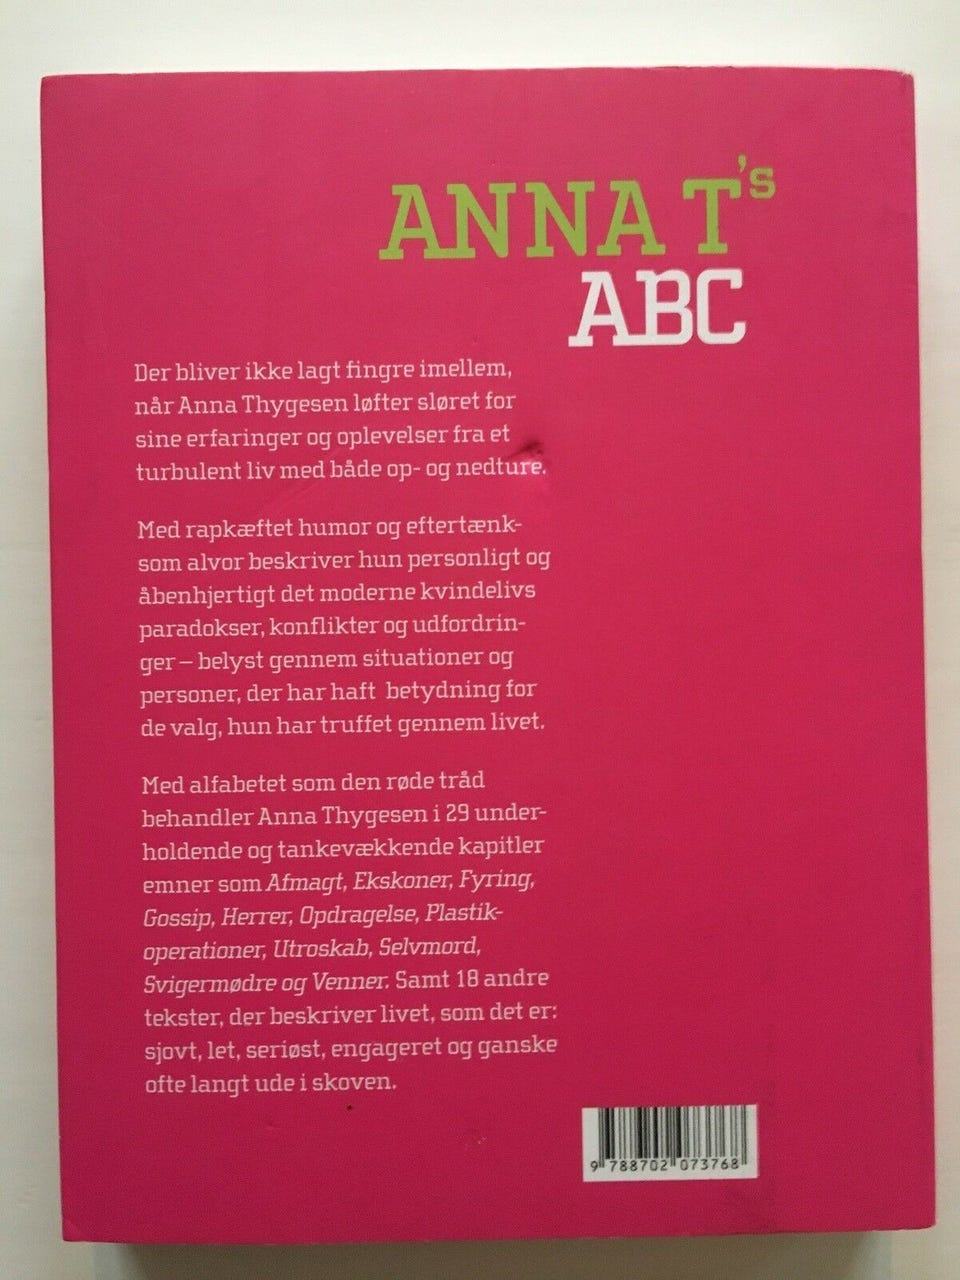 ANNA T's
ABC
Der bliver ikke lagt fingre imellem,
når Anna Thygesen løfter sløret for
sine erfaringer og oplevelser fra et
turbulent liv med både op- og nedture.
Med rapkæftet humor og eftertænk-
som alvor beskriver hun personligt og
åbenhjertigt det moderne kvindelivs
paradokser, konflikter og udfordrin-
ger – belyst gennem situationer og
personer, der har haft betydning for
de valg, hun har truffet gennem livet.
Med alfabetet som den røde tråd
behandler Anna Thygesen i 29 under-
holdende og tankevækkende kapitler
emner som Afmagt, Ekskoner, Fyring,
Gossip, Herrer, Opdragelse, Plastik-
operationer, Utroskab, Selvmord,
Svigermødre og Venner. Samt 18 andre
tekster, der beskriver livet, som det er:
sjovt, let, seriøst, engageret og ganske
ofte langt ude i skoven.
9 788702 073768